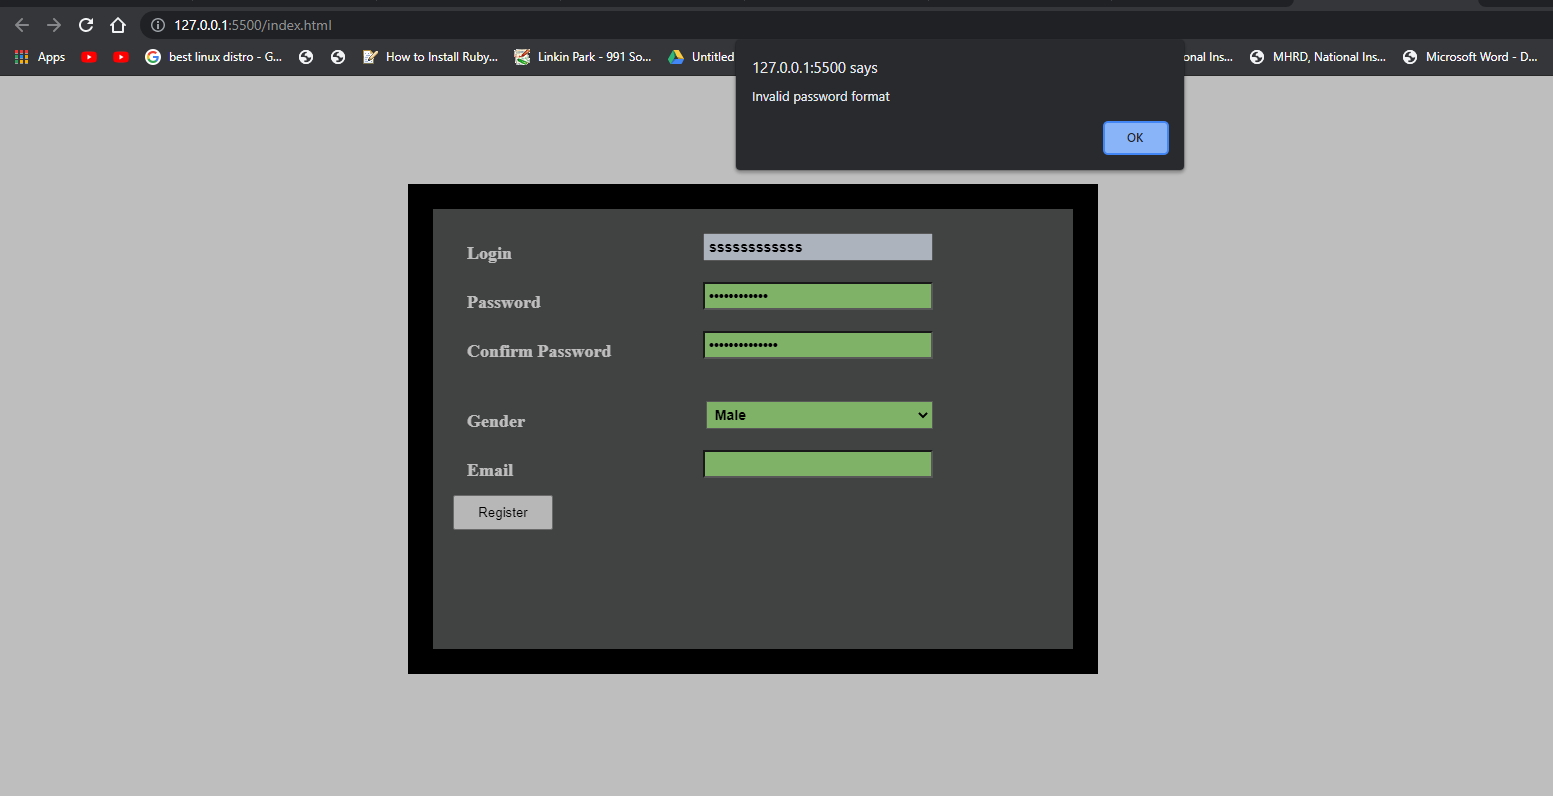 127.0.0.1:5500/index.html
Apps best linux distro - G... How to Install Ruby... Linkin Park - 991 So... Untitled onal Ins... MHRD, National Ins... Microsoft Word - D...
127.0.0.1:5500 says
Invalid password format
OK
Login ssssssssssss
Password ••••••••••••
Confirm Password ••••••••••••••
Gender Male
Email
Register